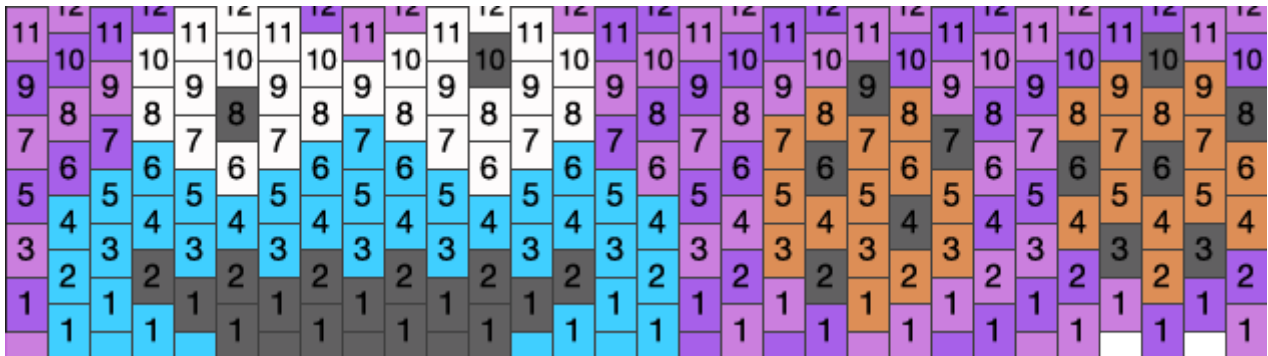 12 12 12 12 12 12 12 12 12 12 12 12 12 12 12
11 11 11 11 11 11 11 11 11 11 11 11 11 11 11
10 10 10 10 10 10 10 10 10 10 10 10 10 10 10
9 9 9 9 9 9 9 9 9 9 9 9 9 9 9
8 8 8 8 8 8 8 8 8 8 8 8 8 8 8
7 7 7 7 7 7 7 7 7 7 7 7 7 7 7
6 6 6 6 6 6 6 6 6 6 6 6 6 6 6
5 5 5 5 5 5 5 5 5 5 5 5 5 5 5
4 4 4 4 4 4 4 4 4 4 4 4 4 4 4
3 3 3 3 3 3 3 3 3 3 3 3 3 3 3
2 2 2 2 2 2 2 2 2 2 2 2 2 2 2
1 1 1 1 1 1 1 1 1 1 1 1 1 1 1
1 1 1 1 1 1 1 1 1 1 1 1 1 1 1